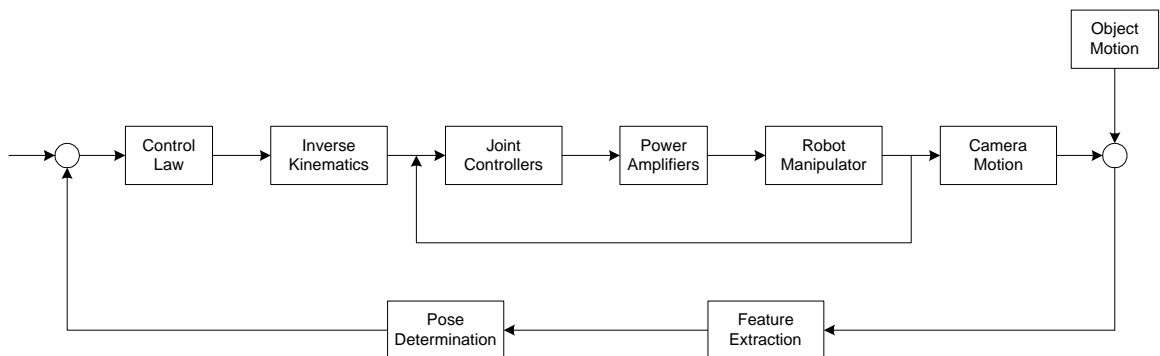 Object
Motion
Control
Law
Inverse
Kinematics
Joint
Controllers
Power
Amplifiers
Robot
Manipulator
Camera
Motion
Pose
Determination
Feature
Extraction